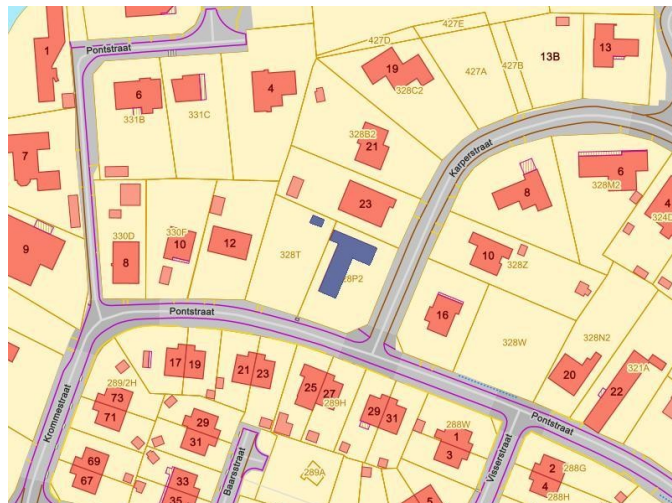 427E
427D
Pontstraat
13
1
13B
19
427A
427B
6
4
328C2
331B
331C
328B2
21
Karperstraat
7
6
328M2
8
4
324D
23
330D
330F
10
12
9
8
328T
328P2
10
328Z
Pontstraat
16
328W
328N2
Krommestraat
17
19
21
23
20
321A
22
289/2H
73
71
25
27
289H
29
31
29
31
288W
1
3
Pontstraat
69
67
33
35
Baarsstraat
289A
Visserstraat
2
4
288G
288H
5